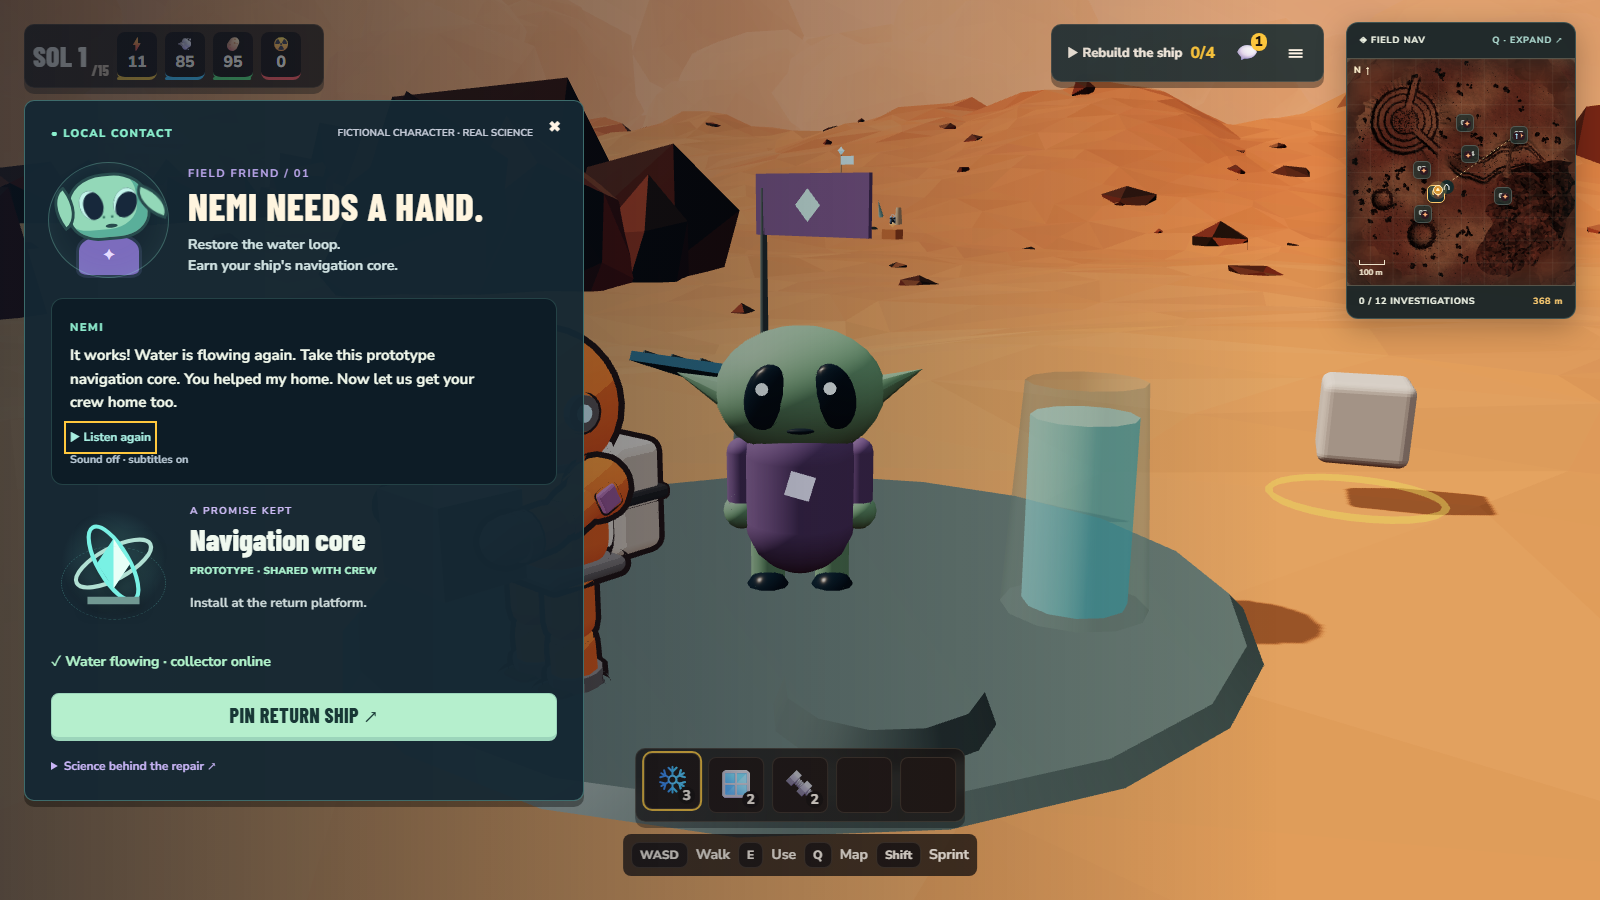 SOL 1 /15
11
85
95
0
▶ Rebuild the ship 0/4
1
FIELD NAV
Q · EXPAND ↗
N ↑
100 m
0 / 12 INVESTIGATIONS
368 m
• LOCAL CONTACT
FICTIONAL CHARACTER · REAL SCIENCE
✖
FIELD FRIEND / 01
NEMI NEEDS A HAND.
Restore the water loop.
Earn your ship's navigation core.
NEMI
It works! Water is flowing again. Take this prototype
navigation core. You helped my home. Now let us get your
crew home too.
▶ Listen again
Sound off · subtitles on
A PROMISE KEPT
Navigation core
PROTOTYPE · SHARED WITH CREW
Install at the return platform.
✓ Water flowing · collector online
PIN RETURN SHIP ↗
▶ Science behind the repair ↗
3
2
2
WASD Walk E Use Q Map Shift Sprint